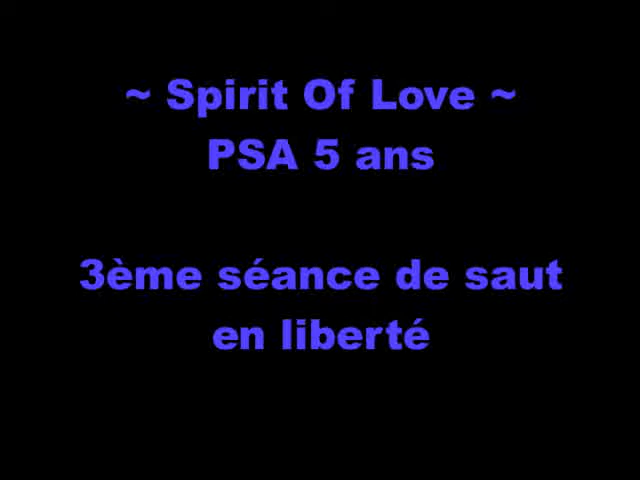 ~ Spirit Of Love ~
PSA 5 ans
3ème séance de saut
en liberté